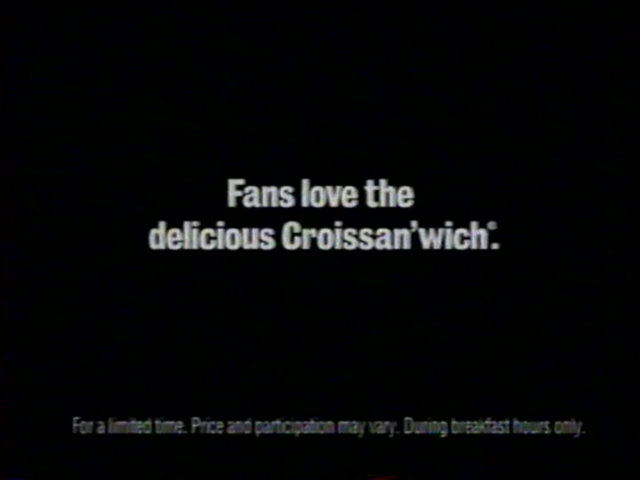 Fans love the
delicious Croissan'wich®.
For a limited time. Price and participation may vary. During breakfast hours only.